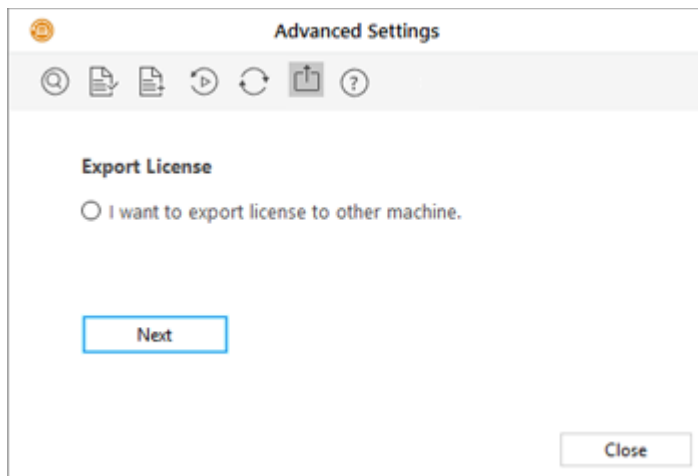 Advanced Settings
Export License
I want to export license to other machine.
Next
Close